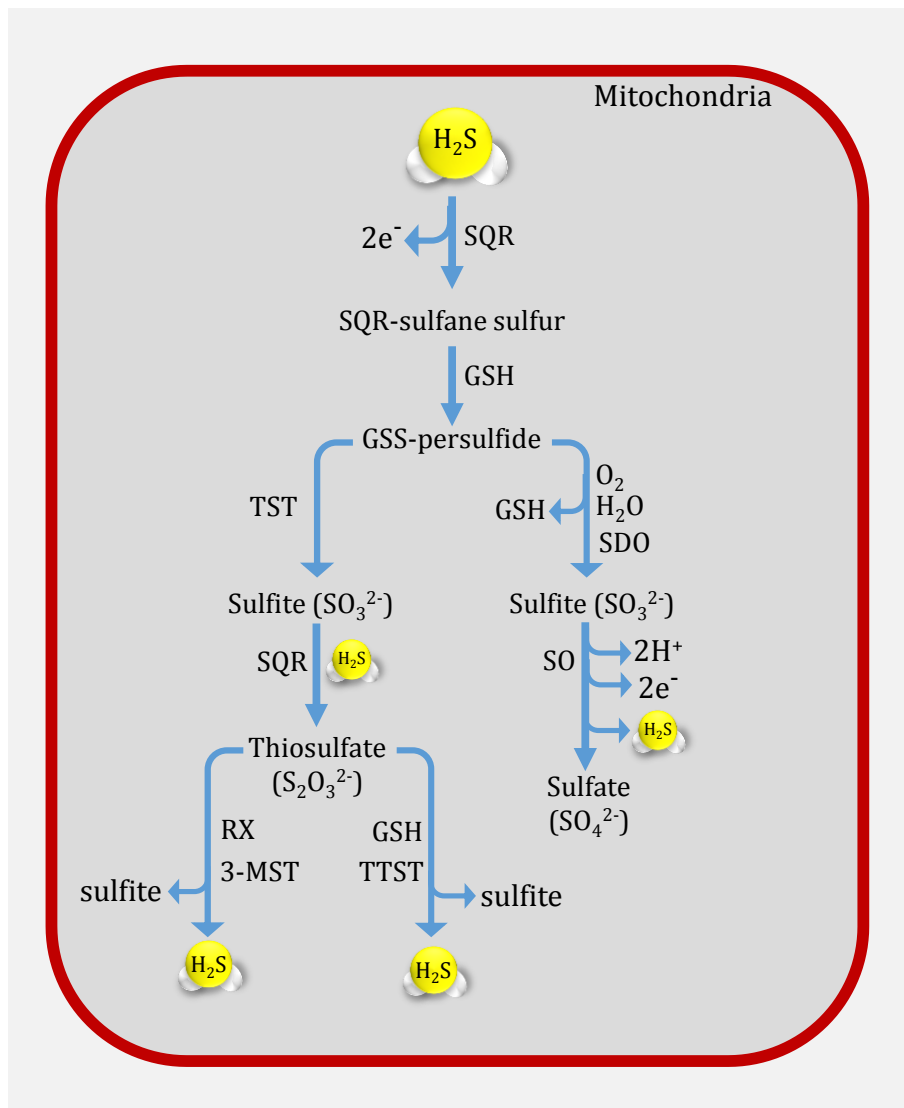 Mitochondria
H₂S
2e⁻
SQR
SQR-sulfane sulfur
GSH
GSS-persulfide
TST
O₂
GSH
H₂O
SDO
Sulfite (SO₃²⁻)
Sulfite (SO₃²⁻)
SQR
H₂S
SO
2H⁺
2e⁻
H₂S
Thiosulfate
(S₂O₃²⁻)
Sulfate
(SO₄²⁻)
RX
3-MST
sulfite
H₂S
GSH
TTST
sulfite
H₂S